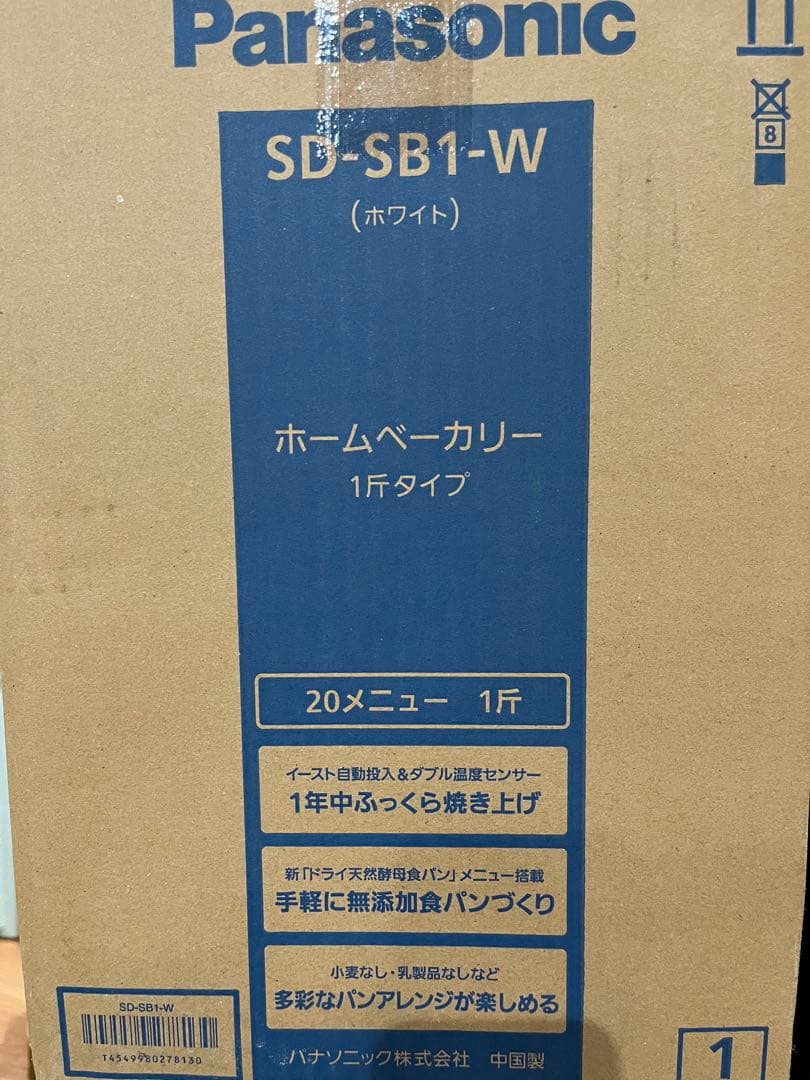 Panasonic
8
SD-SB1-W
(ホワイト)
ホームベーカリー
1斤タイプ
20メニュー 1斤
イースト自動投入&ダブル温度センサー
1年中ふっくら焼き上げ
新「ドライ天然酵母食パン」メニュー搭載
手軽に無添加食パンづくり
小麦なし・乳製品なしなど
多彩なパンアレンジが楽しめる
SD-SB1-W
T4549980278130
パナソニック株式会社 中国製
1